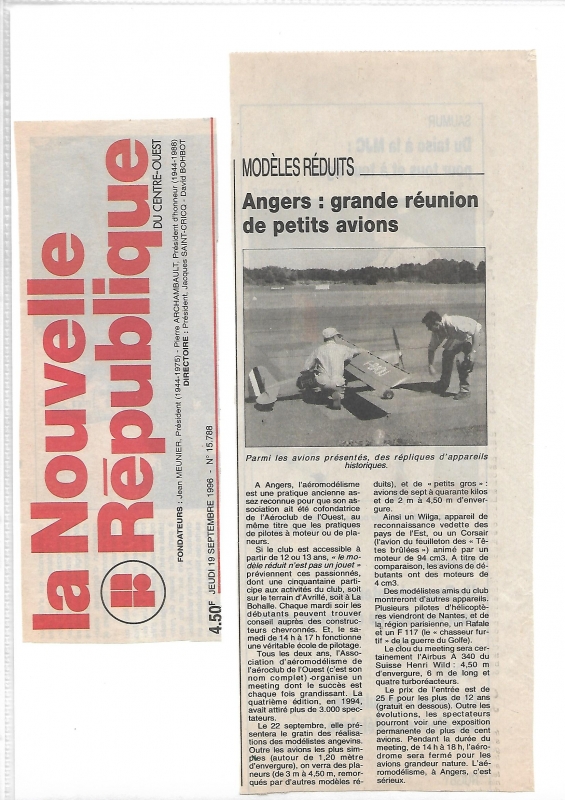 la Nouvelle
République
DU CENTRE-OUEST
FONDATEURS : Jean MEUNIER, Président (1944-1975) - Pierre ARCHAMBAULT, Président d'honneur (1944-1988)
DIRECTOIRE : Président, Jacques SAINT-CRICQ - David BOHBOT
4.50F JEUDI 19 SEPTEMBRE 1996 - N° 15.788
MODÈLES RÉDUITS
Angers : grande réunion
de petits avions
Parmi les avions présentés, des répliques d'appareils
historiques.
A Angers, l'aéromodélisme
est une pratique ancienne as-
sez reconnue pour que son as-
sociation ait été cofondatrice
de l'Aéroclub de l'Ouest, au
même titre que les pratiques
de pilotes à moteur ou de pla-
neurs.
Si le club est accessible à
partir de 12 ou 13 ans, « le mo-
dèle réduit n'est pas un jouet »
préviennent ces passionnés,
dont une cinquantaine partici-
pe aux activités du club, soit
sur le terrain d'Avrillé, soit à La
Bohalle. Chaque mardi soir les
débutants peuvent trouver
conseil auprès des construc-
teurs chevronnés. Et, le same-
di de 14 h à 17 h fonctionne
une véritable école de pilotage.
Tous les deux ans, l'Asso-
ciation d'aéromodélisme de
l'aéroclub de l'Ouest (c'est son
nom complet) organise un
meeting dont le succès est
chaque fois grandissant. La
quatrième édition, en 1994,
avait attiré plus de 3.000 spec-
tateurs.
Le 22 septembre, elle pré-
sentera le gratin des réalisa-
tions des modélistes angevins.
Outre les avions les plus sim-
ples (autour de 1,20 mètre
d'envergure), on verra des pla-
neurs (de 3 m à 4,50 m, remor-
qués par d'autres modèles ré-
duits), et de « petits gros » :
avions de sept à quarante kilos
et de 2 m à 4,50 m d'enver-
gure.
Ainsi un Wilga, appareil de
reconnaissance vedette des
pays de l'Est, ou un Corsair
(l'avion du feuilleton des « Tê-
tes brûlées ») animé par un
moteur de 94 cm3. A titre de
comparaison, les avions de dé-
butants ont des moteurs de
4 cm3.
Des modélistes amis du club
montreront d'autres appareils.
Plusieurs pilotes d'hélicoptè-
res viendront de Nantes, et de
la région parisienne, un Rafale
et un F 117 (le « chasseur fur-
tif » de la guerre du Golfe).
Le clou du meeting sera cer-
tainement l'Airbus A 340 du
Suisse Henri Wild : 4,50 m
d'envergure, 6 m de long et
quatre turboréacteurs.
Le prix de l'entrée est de
25 F pour les plus de 12 ans
(gratuit en dessous). Outre les
évolutions, les spectateurs
pourront voir une exposition
permanente de plus de cent
avions. Pendant la durée du
meeting, de 14 h à 18 h, l'aéro-
drome sera fermé pour les
avions grandeur nature. L'aé-
romodélisme, à Angers, c'est
sérieux.